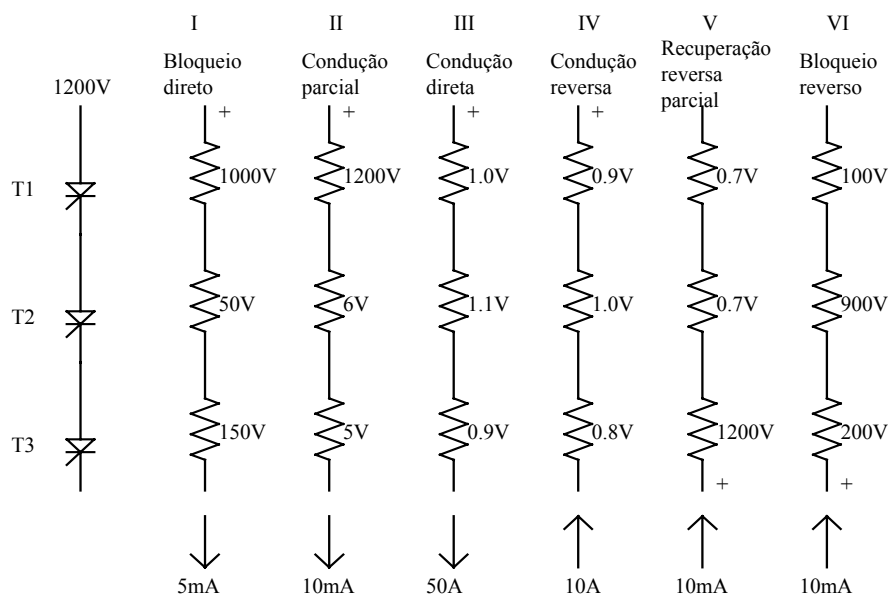 I II III IV V VI
Bloqueio direto
Condução parcial
Condução direta
Condução reversa
Recuperação reversa parcial
Bloqueio reverso
1200V
+ + + +
T1 1000V 1200V 1.0V 0.9V 0.7V 100V
T2 50V 6V 1.1V 1.0V 0.7V 900V
T3 150V 5V 0.9V 0.8V 1200V 200V
+ +
5mA 10mA 50A 10A 10mA 10mA